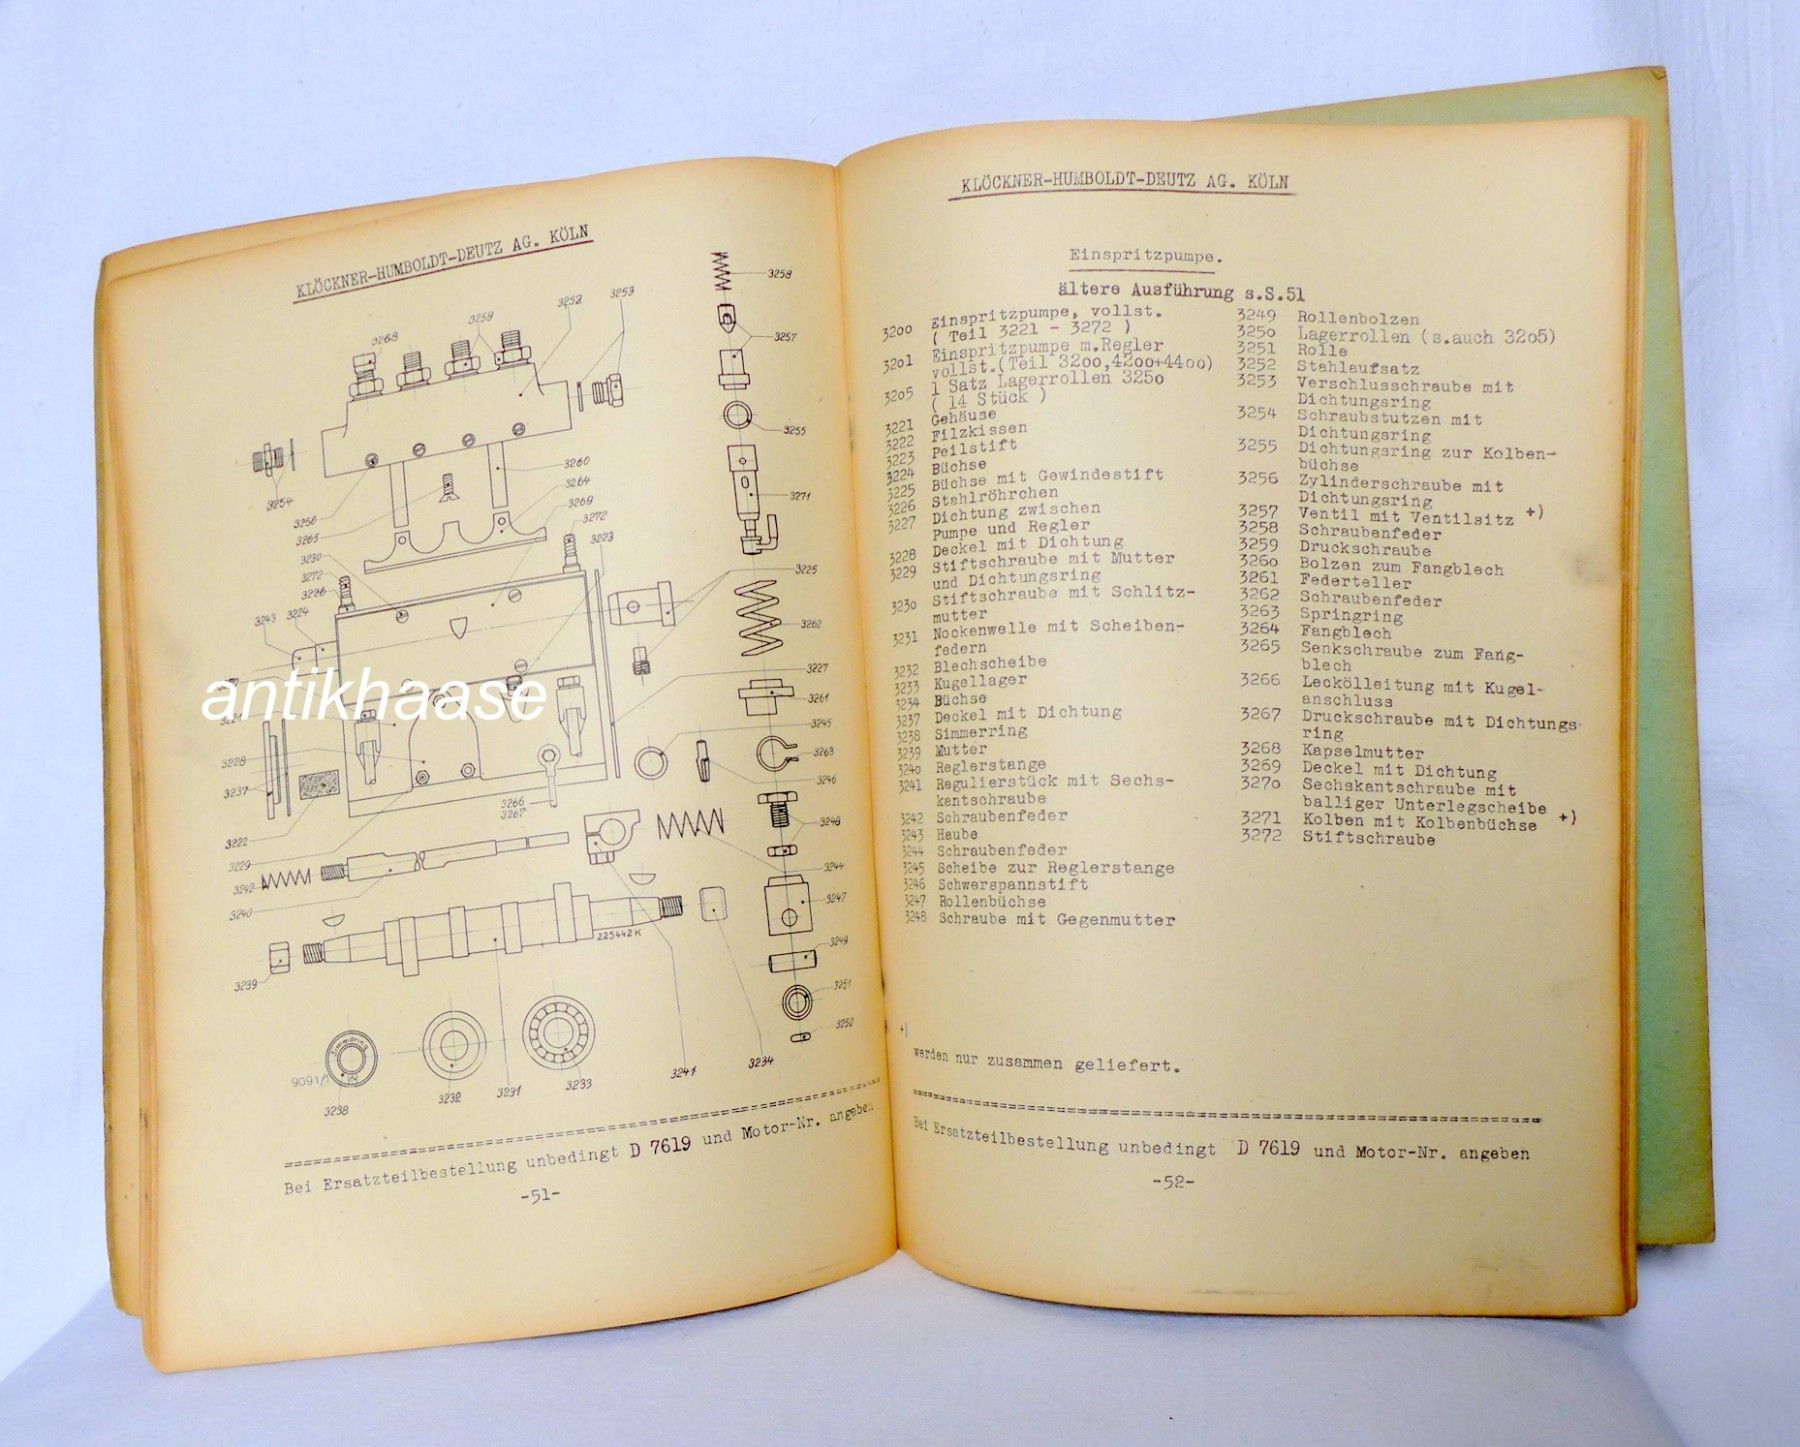 KLÖCKNER-HUMBOLDT-DEUTZ AG. KÖLN
3258
3268
3259
3252
3253
3257
3255
3254
3260
3264
3271
3256
3265
3269
3230
3272
3272
3223
3226
3225
3243
3224
3262
3227
3261
3245
3228
3263
3237
3246
3266
3267
3248
3222
3229
3244
3242
3247
3240
225442K
3249
3239
3251
3250
Simmering
9091/1
3238
3232
3231
3233
3241
3234
antikhaase
================================
Bei Ersatzteilbestellung unbedingt D 7619 und Motor-Nr. angeben
-51-
KLÖCKNER-HUMBOLDT-DEUTZ AG. KÖLN
Einspritzpumpe.
ältere Ausführung s.S.51
3200 Einspritzpumpe, vollst.
( Teil 3221 - 3272 )
3201 Einspritzpumpe m.Regler
vollst.(Teil 32oo,42oo+44oo)
3205 1 Satz Lagerrollen 325o
( 14 Stück )
3221 Gehäuse
3222 Filzkissen
3223 Peilstift
3224 Büchse
3225 Büchse mit Gewindestift
3226 Stahlröhrchen
3227 Dichtung zwischen
Pumpe und Regler
3228 Deckel mit Dichtung
3229 Stiftschraube mit Mutter
und Dichtungsring
323o Stiftschraube mit Schlitz-
mutter
3231 Nockenwelle mit Scheiben-
federn
3232 Blechscheibe
3233 Kugellager
3234 Büchse
3237 Deckel mit Dichtung
3238 Simmerring
3239 Mutter
324o Reglerstange
3241 Regulierstück mit Sechs-
kantschraube
3242 Schraubenfeder
3243 Haube
3244 Schraubenfeder
3245 Scheibe zur Reglerstange
3246 Schwerspannstift
3247 Rollenbüchse
3248 Schraube mit Gegenmutter
3249 Rollenbolzen
325o Lagerrollen (s.auch 32o5)
3251 Rolle
3252 Stahlaufsatz
3253 Verschlusschraube mit
Dichtungsring
3254 Schraubstutzen mit
Dichtungsring
3255 Dichtungsring zur Kolben-
büchse
3256 Zylinderschraube mit
Dichtungsring
3257 Ventil mit Ventilsitz +)
3258 Schraubenfeder
3259 Druckschraube
326o Bolzen zum Fangblech
3261 Federteller
3262 Schraubenfeder
3263 Springring
3264 Fangblech
3265 Senkschraube zum Fang-
blech
3266 Leckölleitung mit Kugel-
anschluss
3267 Druckschraube mit Dichtungs-
ring
3268 Kapselmutter
3269 Deckel mit Dichtung
327o Sechskantschraube mit
balliger Unterlegscheibe
3271 Kolben mit Kolbenbüchse +)
3272 Stiftschraube
+)
werden nur zusammen geliefert.
================================
Bei Ersatzteilbestellung unbedingt D 7619 und Motor-Nr. angeben
-52-